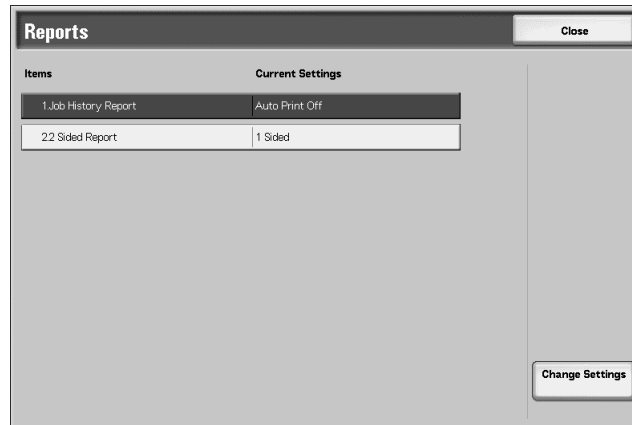 Reports
Close
Items Current Settings
1.Job History Report Auto Print Off
2.2 Sided Report 1 Sided
Change Settings